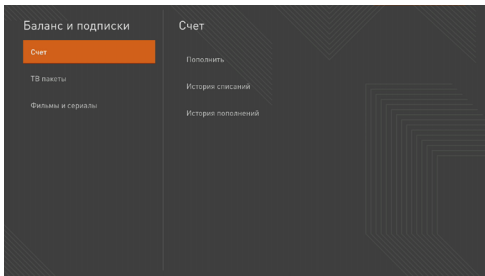 Баланс и подписки
Счет
ТВ пакеты
Фильмы и сериалы
Счет
Пополнить
История списаний
История пополнений